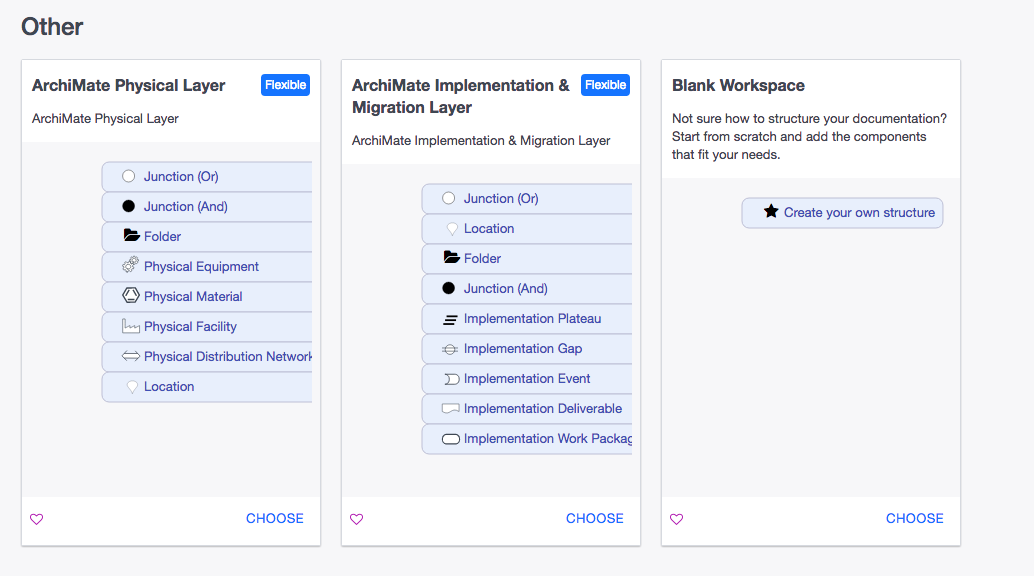 Other
ArchiMate Physical Layer
Flexible
ArchiMate Physical Layer
Junction (Or)
Junction (And)
Folder
Physical Equipment
Physical Material
Physical Facility
Physical Distribution Network
Location
CHOOSE
ArchiMate Implementation &
Migration Layer
Flexible
ArchiMate Implementation & Migration Layer
Junction (Or)
Location
Folder
Junction (And)
Implementation Plateau
Implementation Gap
Implementation Event
Implementation Deliverable
Implementation Work Packag
CHOOSE
Blank Workspace
Not sure how to structure your documentation?
Start from scratch and add the components
that fit your needs.
Create your own structure
CHOOSE